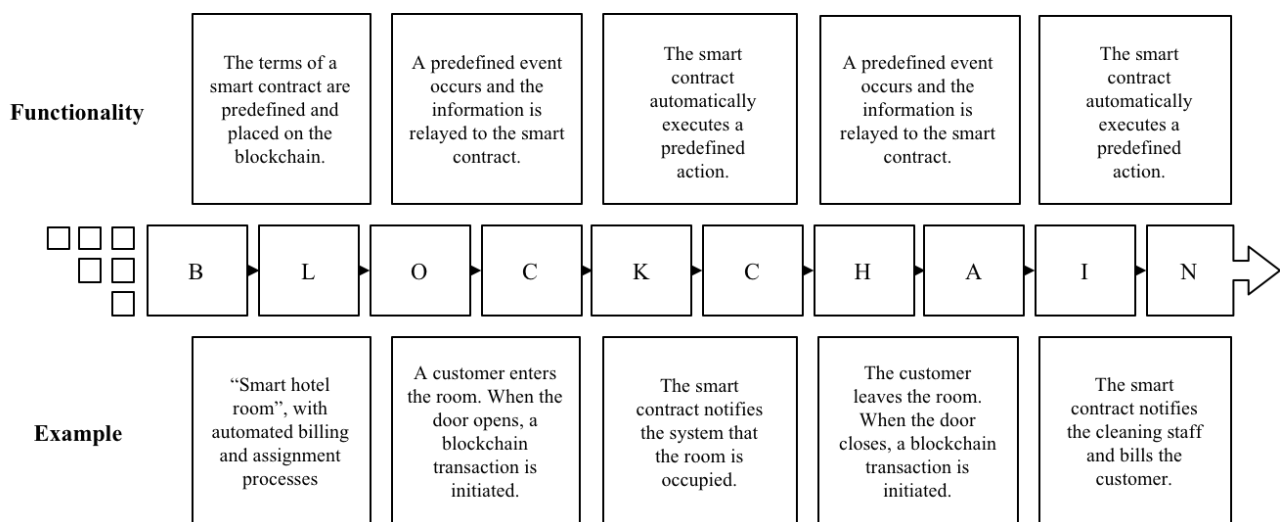 Functionality
The terms of a
smart contract are
predefined and
placed on the
blockchain.
A predefined event
occurs and the
information is
relayed to the smart
contract.
The smart
contract
automatically
executes a
predefined
action.
A predefined event
occurs and the
information is
relayed to the smart
contract.
The smart
contract
automatically
executes a
predefined
action.
B L O C K C H A I N
Example
“Smart hotel
room”, with
automated billing
and assignment
processes
A customer enters
the room. When the
door opens, a
blockchain
transaction is
initiated.
The smart
contract notifies
the system that
the room is
occupied.
The customer
leaves the room.
When the door
closes, a blockchain
transaction is
initiated.
The smart
contract notifies
the cleaning staff
and bills the
customer.